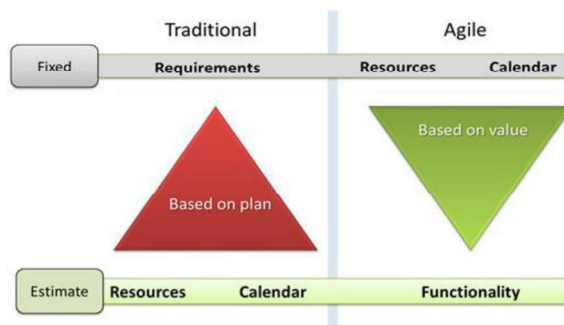 Traditional
Agile
Fixed
Requirements
Resources
Calendar
Based on plan
Based on value
Estimate
Resources
Calendar
Functionality